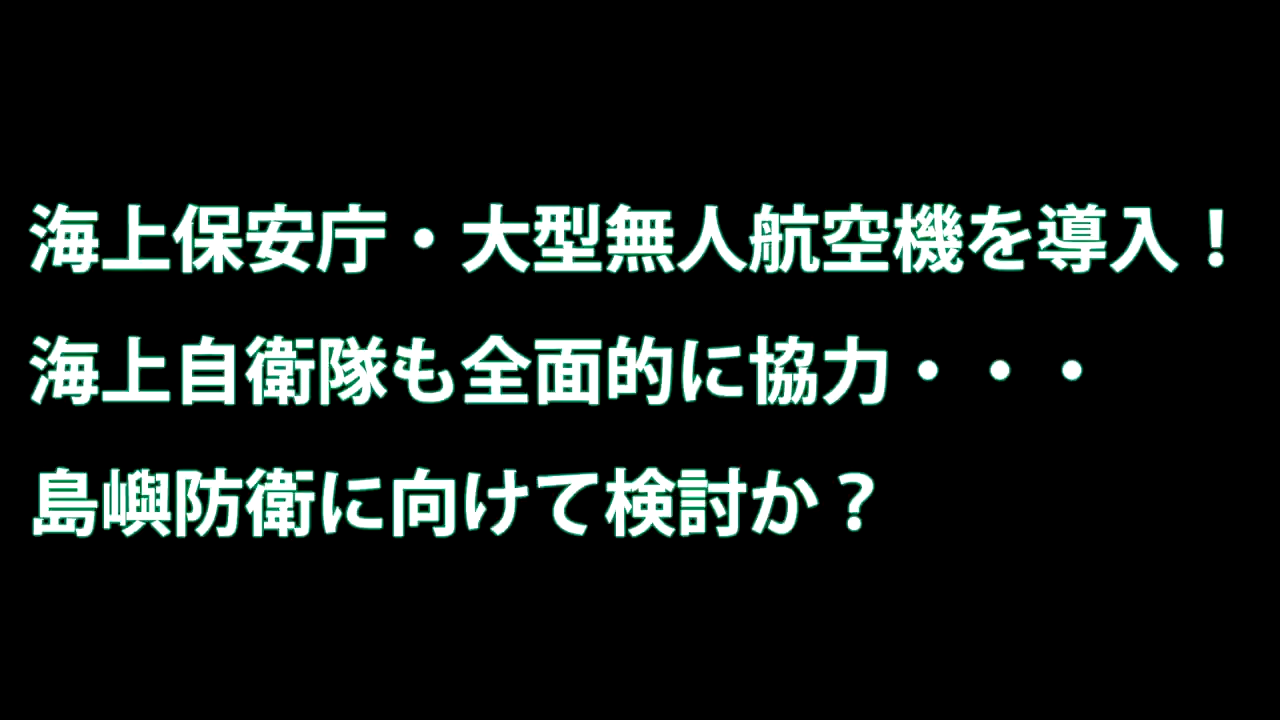 海上保安庁・大型無人航空機を導入！
海上自衛隊も全面的に協力・・・
島嶼防衛に向けて検討か？